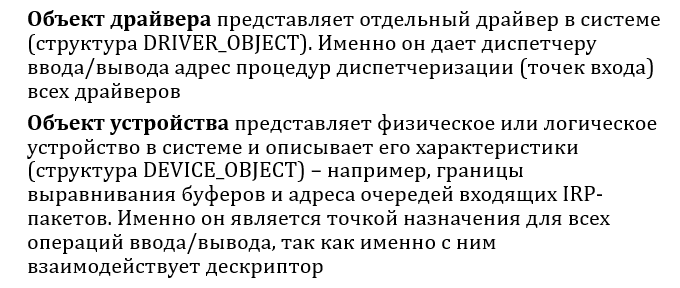 Объект драйвера представляет отдельный драйвер в системе
(структура DRIVER_OBJECT). Именно он дает диспетчеру
ввода/вывода адрес процедур диспетчеризации (точек входа)
всех драйверов
Объект устройства представляет физическое или логическое
устройство в системе и описывает его характеристики
(структура DEVICE_OBJECT) – например, границы
выравнивания буферов и адреса очередей входящих IRP-
пакетов. Именно он является точкой назначения для всех
операций ввода/вывода, так как именно с ним
взаимодействует дескриптор